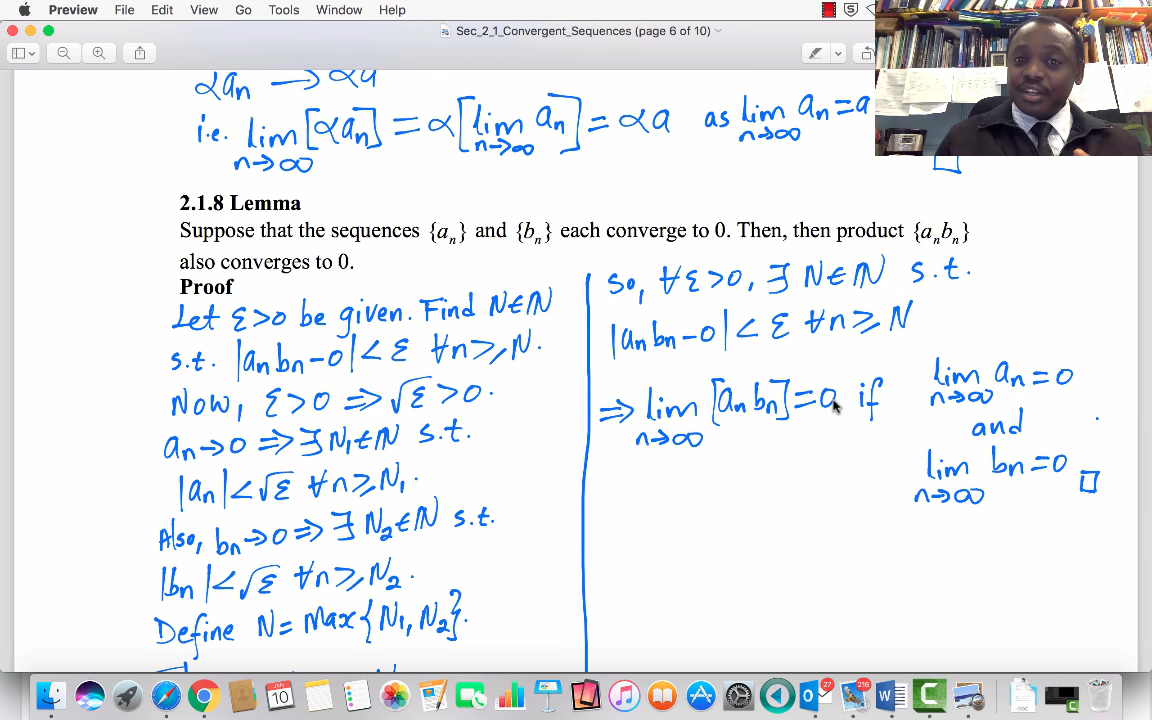 Preview File Edit View Go Tools Window Help
Sec_2_1_Convergent_Sequences (page 6 of 10)
αan → αa
i.e. lim n→∞ [αan] = α[lim n→∞ an] = αa as lim n→∞ an = a
2.1.8 Lemma
Suppose that the sequences {an} and {bn} each converge to 0. Then, then product {anbn}
also converges to 0.
Proof
Let ε>0 be given. Find N∈ℕ
s.t. |anbn-0|<ε ∀n≥N.
Now, ε>0 ⇒ √ε>0.
an→0 ⇒ ∃N1∈ℕ s.t.
|an|<√ε ∀n≥N1.
Also, bn→0 ⇒ ∃N2∈ℕ s.t.
|bn|<√ε ∀n≥N2.
Define N = Max{N1, N2}.
So, ∀ε>0, ∃N∈ℕ s.t.
|anbn-0|<ε ∀n≥N
⇒ lim n→∞ [anbn]=0 if
lim n→∞ an=0
and
lim n→∞ bn=0
JAN
10
27
216